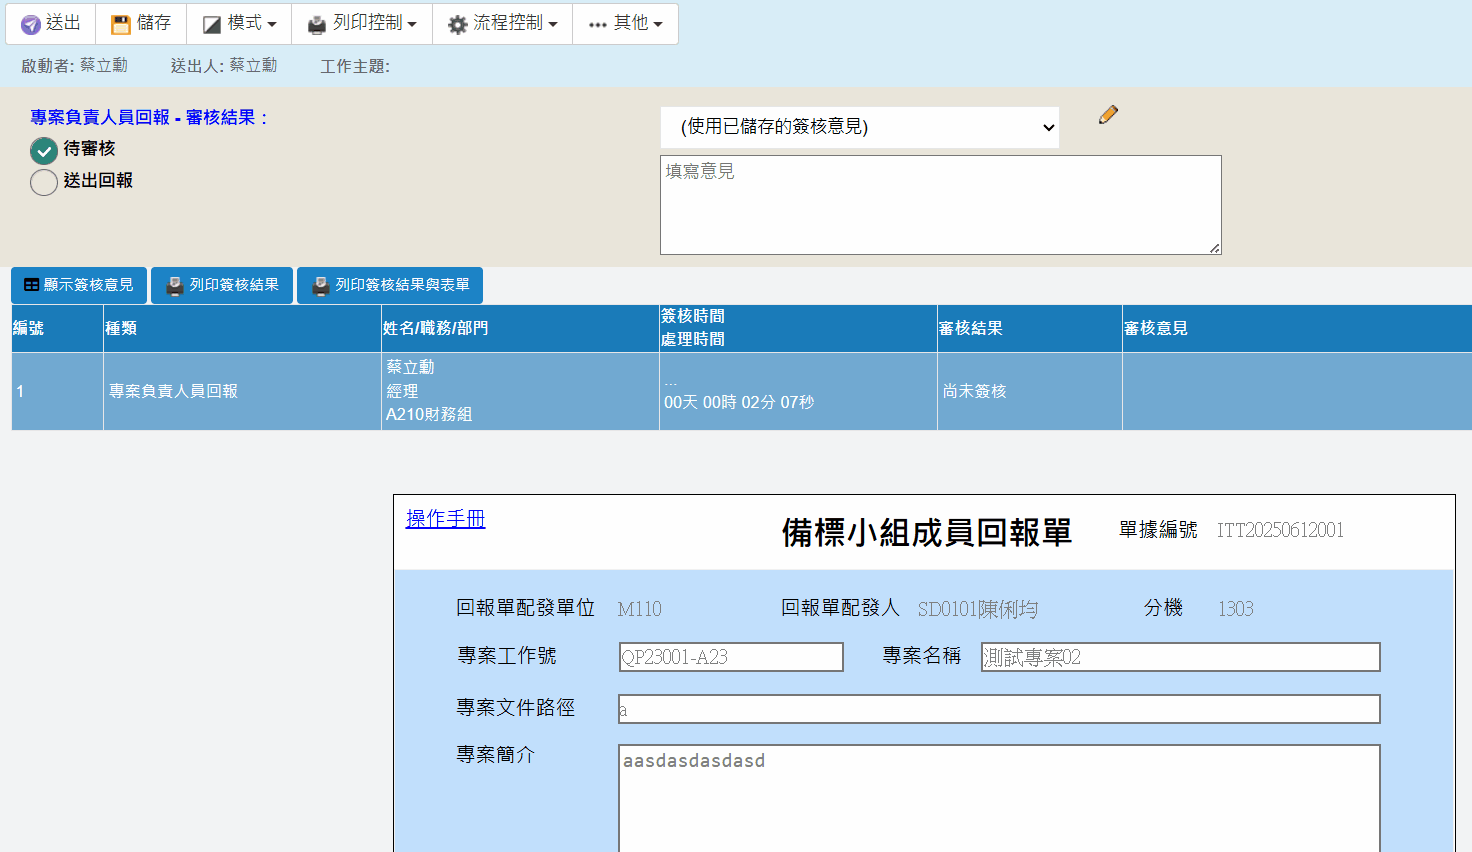 送出 儲存 模式 列印控制 流程控制 其他
啟動者: 蔡立勳 送出人: 蔡立勳 工作主題:
專案負責人員回報 - 審核結果：
待審核
送出回報
(使用已儲存的簽核意見)
填寫意見
顯示簽核意見 列印簽核結果 列印簽核結果與表單
編號 種類 姓名/職務/部門 簽核時間 審核結果 審核意見
處理時間
蔡立勳
1 專案負責人員回報 經理 ... 尚未簽核
A210財務組 00天 00時 02分 07秒
操作手冊
備標小組成員回報單 單據編號 ITT20250612001
回報單配發單位 M110 回報單配發人 SD0101陳俐均 分機 1303
專案工作號 QP23001-A23 專案名稱 測試專案02
專案文件路徑 a
專案簡介 aasdasdasdasd